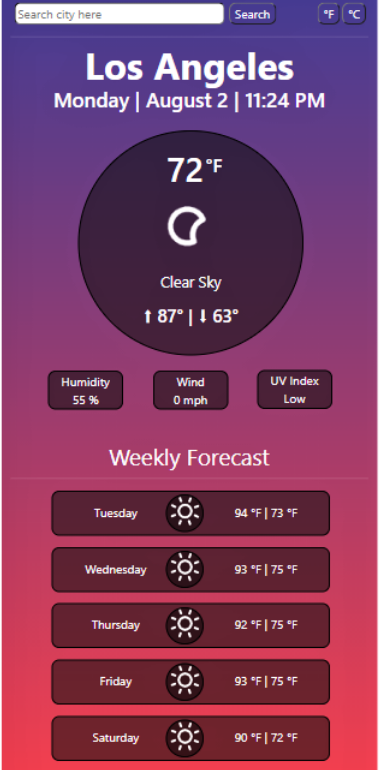 Search city here Search °F °C
Los Angeles
Monday | August 2 | 11:24 PM
72°F
Clear Sky
⬆ 87° | ⬇ 63°
Humidity Wind UV Index
55 % 0 mph Low
Weekly Forecast
Tuesday 94 °F | 73 °F
Wednesday 93 °F | 75 °F
Thursday 92 °F | 75 °F
Friday 93 °F | 75 °F
Saturday 90 °F | 72 °F